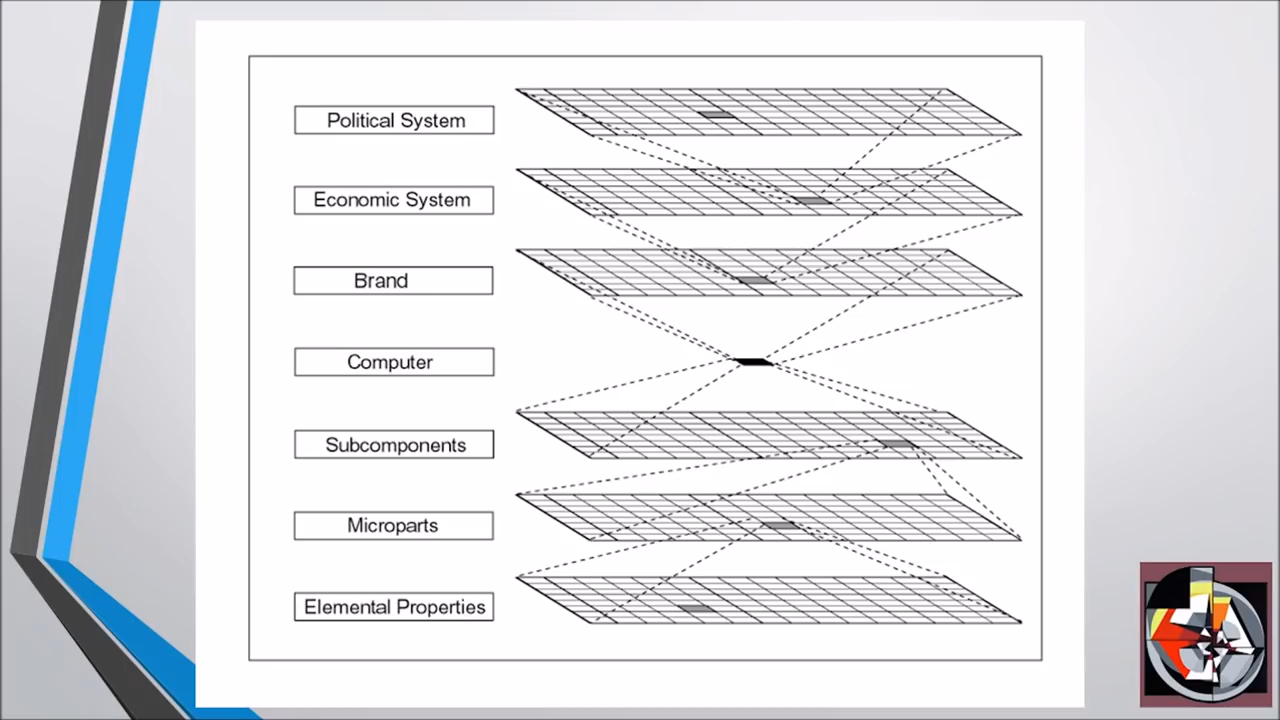 Political System
Economic System
Brand
Computer
Subcomponents
Microparts
Elemental Properties